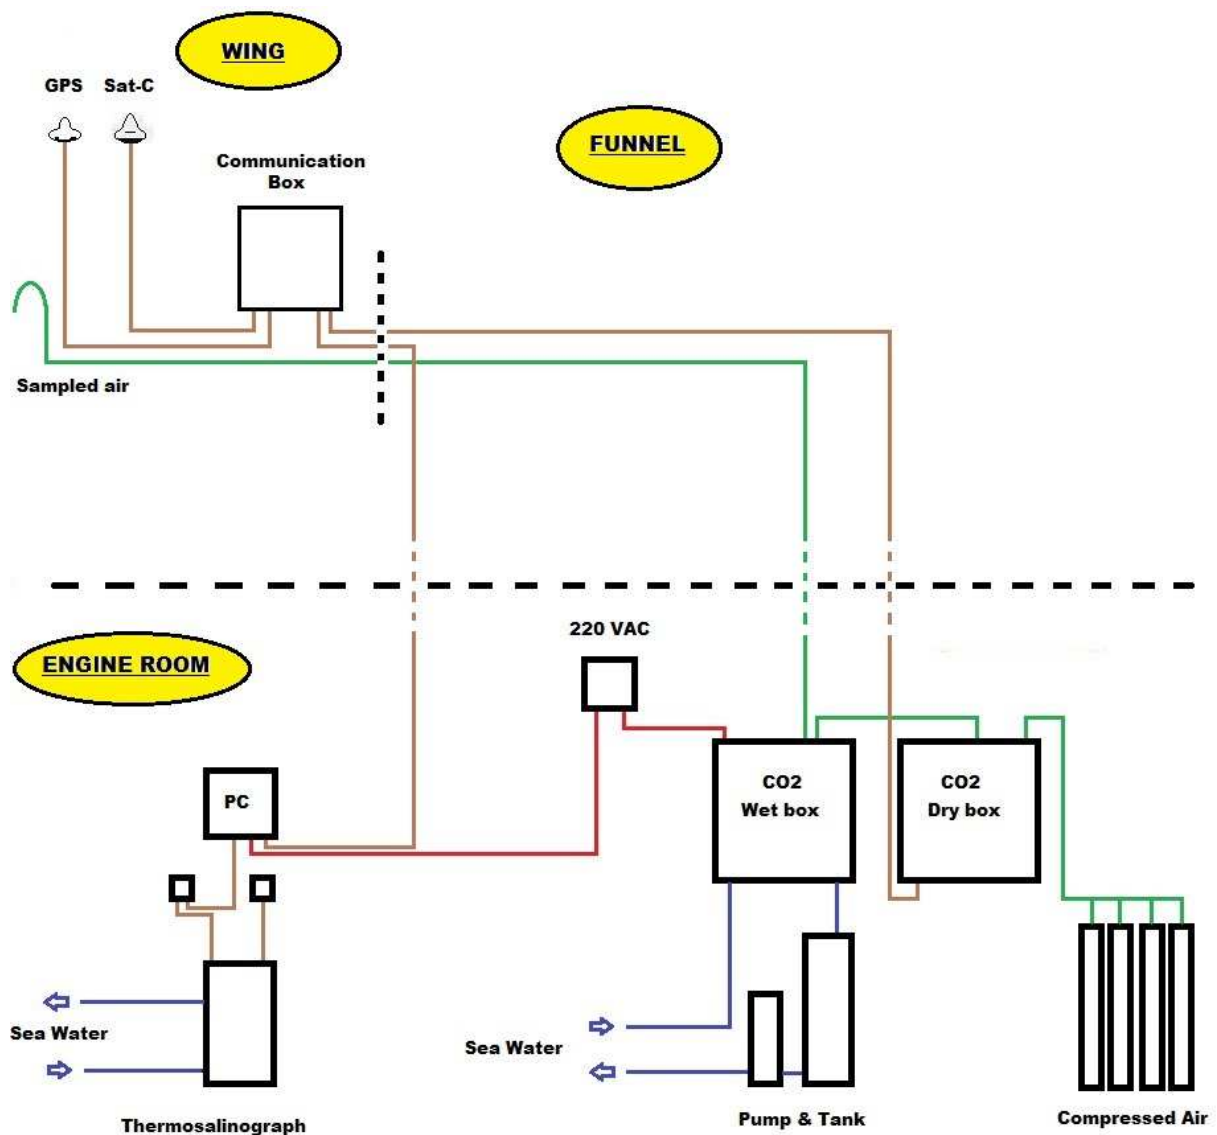 WING
GPS
Sat-C
FUNNEL
Communication
Box
Sampled air
220 VAC
ENGINE ROOM
PC
CO2
Wet box
CO2
Dry box
Sea Water
Sea Water
Thermosalinograph
Pump & Tank
Compressed Air